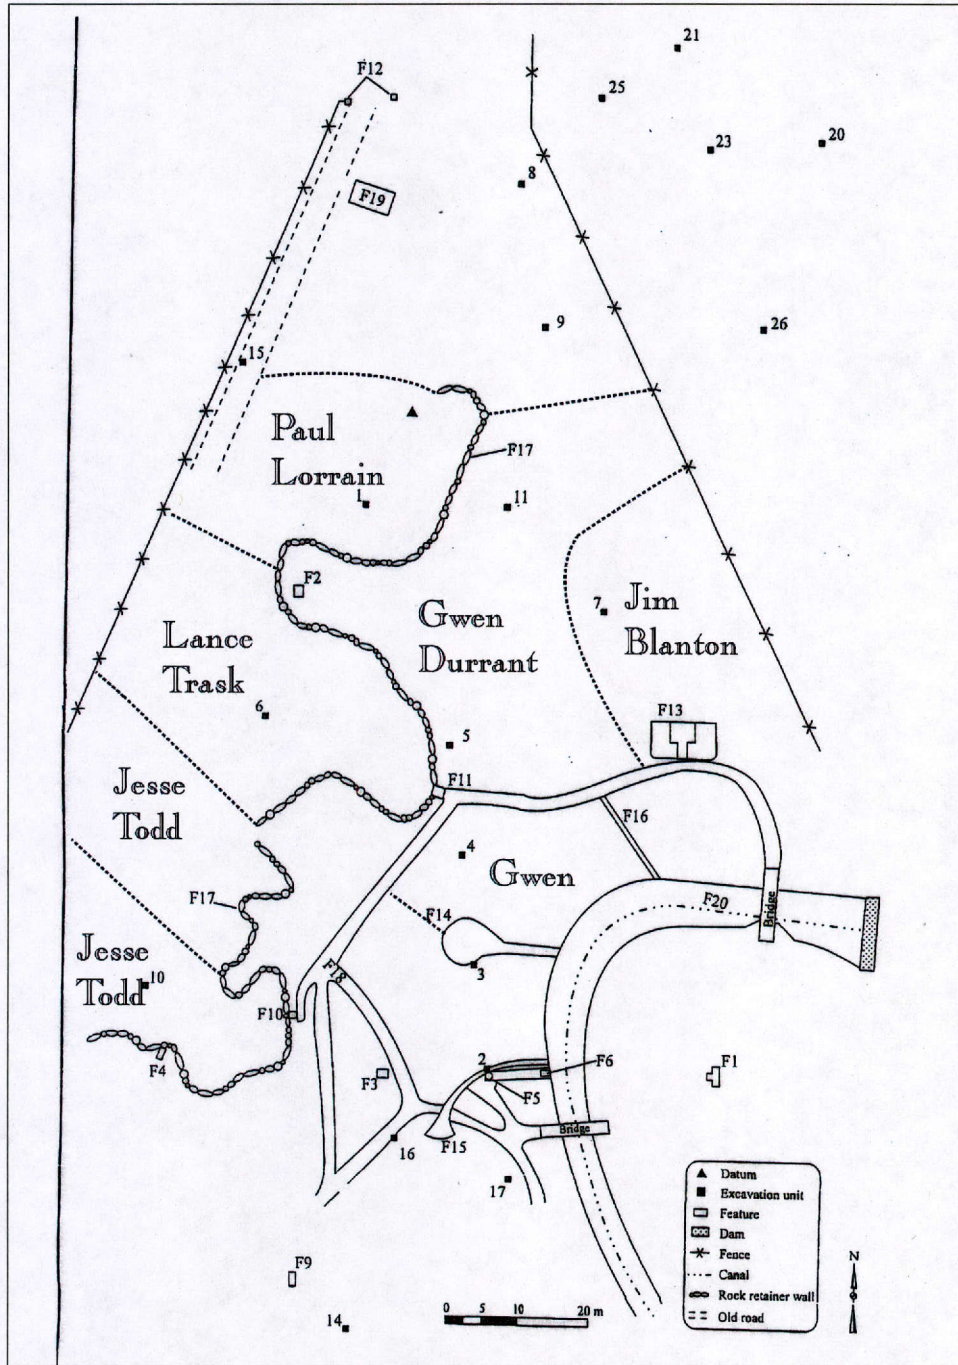 21
F12
25
20
23
8
F19
9
26
15
Paul
Lorrain
F17
1
11
F2
7
Jim
Blanton
Gwen
Durrant
Lance
Trask
6
F13
5
Jesse
Todd
F11
F16
4
Gwen
F17
F20
Bridge
F14
Jesse
Todd
10
3
F18
F10
F4
2
F6
F1
F3
F5
Bridge
F15
16
17
F9
14
0 5 10 20 m
Datum
Excavation unit
Feature
Dam
Fence
Canal
Rock retainer wall
Old road
N